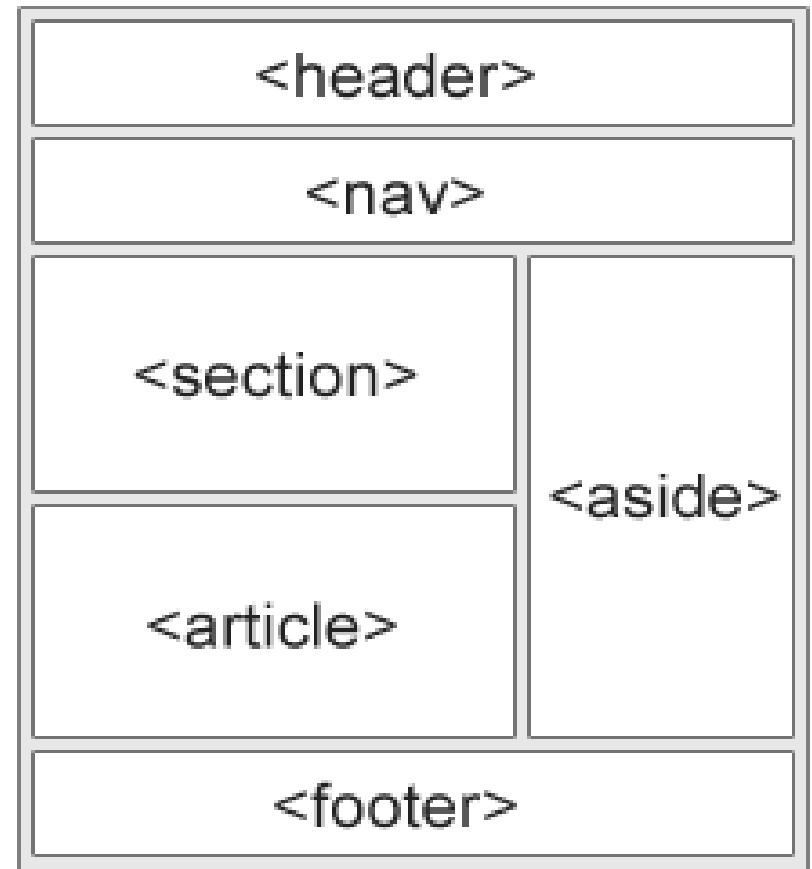 <header>
<nav>
<section>
<aside>
<article>
<footer>